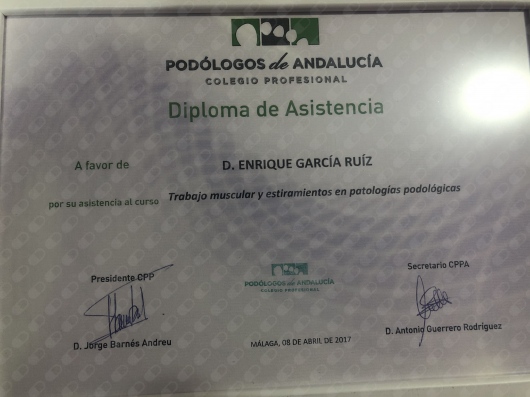 PODÓLOGOS de ANDALUCÍA
COLEGIO PROFESIONAL
Diploma de Asistencia
A favor de D. ENRIQUE GARCÍA RUÍZ
por su asistencia al curso Trabajo muscular y estiramientos en patologías podológicas
Presidente CPP
D. Jorge Barnés Andreu
PODÓLOGOS de ANDALUCÍA
COLEGIO PROFESIONAL
MÁLAGA, 08 DE ABRIL DE 2017
Secretario CPPA
D. Antonio Guerrero Rodríguez